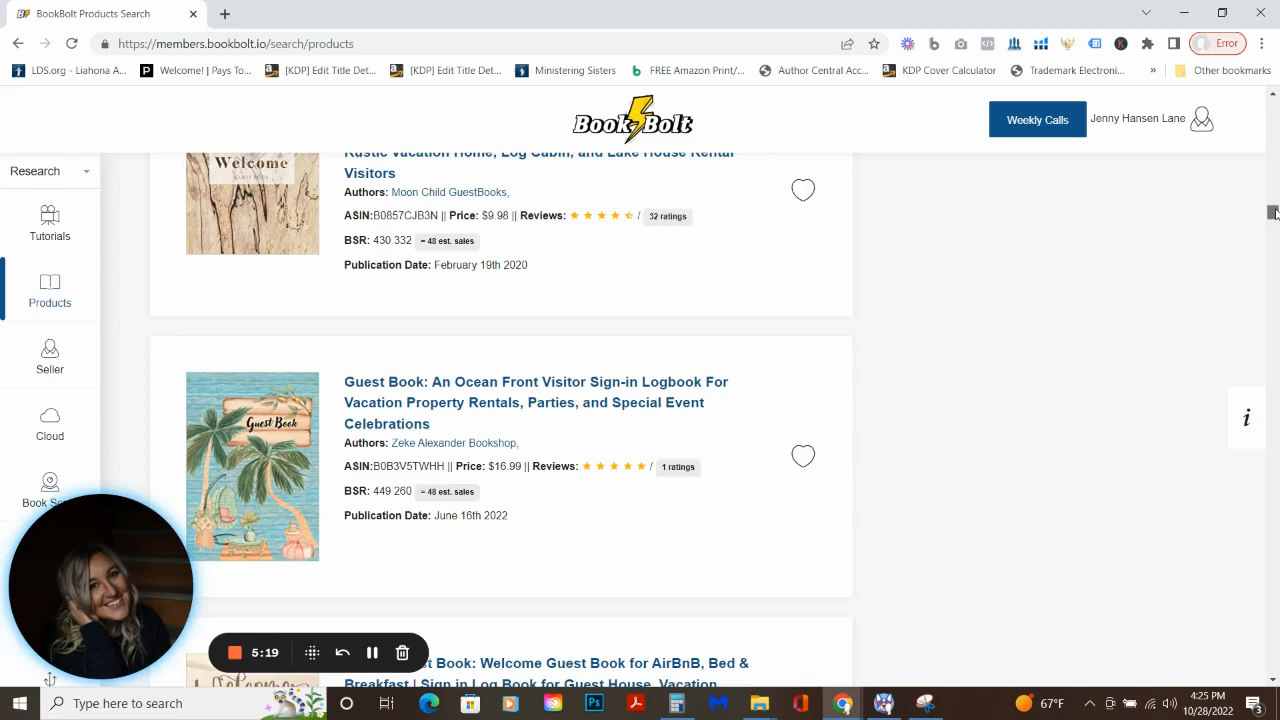 BookBolt Products Search
https://members.bookbolt.io/search/products
Error
LDS.org - Liahona A...
Welcome! | Pays To...
[KDP] Edit Title Det...
[KDP] Edit Title Det...
Ministering Sisters
FREE Amazon Print/...
Author Central Acc...
KDP Cover Calculator
Trademark Electroni...
»
Other bookmarks
Book Bolt
Weekly Calls
Jenny Hansen Lane
Research
Tutorials
Products
Seller
Cloud
Welcome
GUEST BOOK
Rustic Vacation Home, Log Cabin, and Lake House Rental
Visitors
Authors: Moon Child GuestBooks,
ASIN:B0857CJB3N || Price: $9.98 || Reviews: / 32 ratings
BSR: 430 332 ~ 48 est. sales
Publication Date: February 19th 2020
Guest Book
Guest Book: An Ocean Front Visitor Sign-in Logbook For
Vacation Property Rentals, Parties, and Special Event
Celebrations
Authors: Zeke Alexander Bookshop,
ASIN:B0B3V5TWHH || Price: $16.99 || Reviews: / 1 ratings
BSR: 449 260 ~ 48 est. sales
Publication Date: June 16th 2022
i
5:19
Book: Welcome Guest Book for AirBnB, Bed &
Breakfast | Sign in Log Book for Guest House, Vacation
Type here to search
67°F
4:25 PM
10/28/2022
3